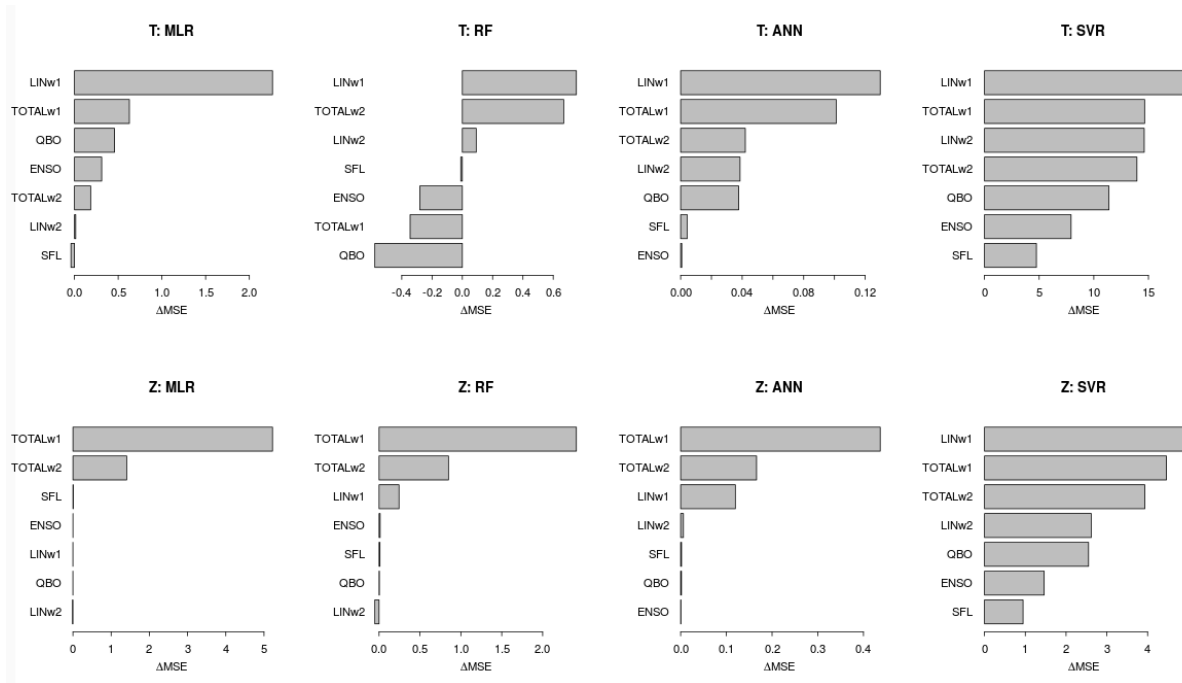 T: MLR
LINw1
TOTALw1
QBO
ENSO
TOTALw2
LINw2
SFL
0.0 0.5 1.0 1.5 2.0
ΔMSE
T: RF
LINw1
TOTALw2
LINw2
SFL
ENSO
TOTALw1
QBO
-0.4 -0.2 0.0 0.2 0.4 0.6
ΔMSE
T: ANN
LINw1
TOTALw1
TOTALw2
LINw2
QBO
SFL
ENSO
0.00 0.04 0.08 0.12
ΔMSE
T: SVR
LINw1
TOTALw1
LINw2
TOTALw2
QBO
ENSO
SFL
0 5 10 15
ΔMSE
Z: MLR
TOTALw1
TOTALw2
SFL
ENSO
LINw1
QBO
LINw2
0 1 2 3 4 5
ΔMSE
Z: RF
TOTALw1
TOTALw2
LINw1
ENSO
SFL
QBO
LINw2
0.0 0.5 1.0 1.5 2.0
ΔMSE
Z: ANN
TOTALw1
TOTALw2
LINw1
LINw2
SFL
QBO
ENSO
0.0 0.1 0.2 0.3 0.4
ΔMSE
Z: SVR
LINw1
TOTALw1
TOTALw2
LINw2
QBO
ENSO
SFL
0 1 2 3 4
ΔMSE